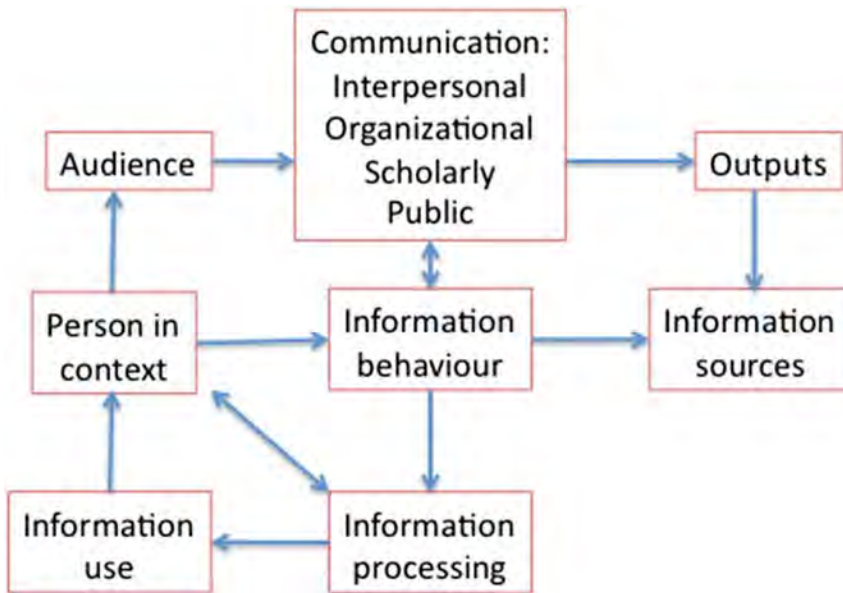 Communication:
Interpersonal
Organizational
Scholarly
Public
Audience
Outputs
Person in
context
Information
behaviour
Information
sources
Information
use
Information
processing